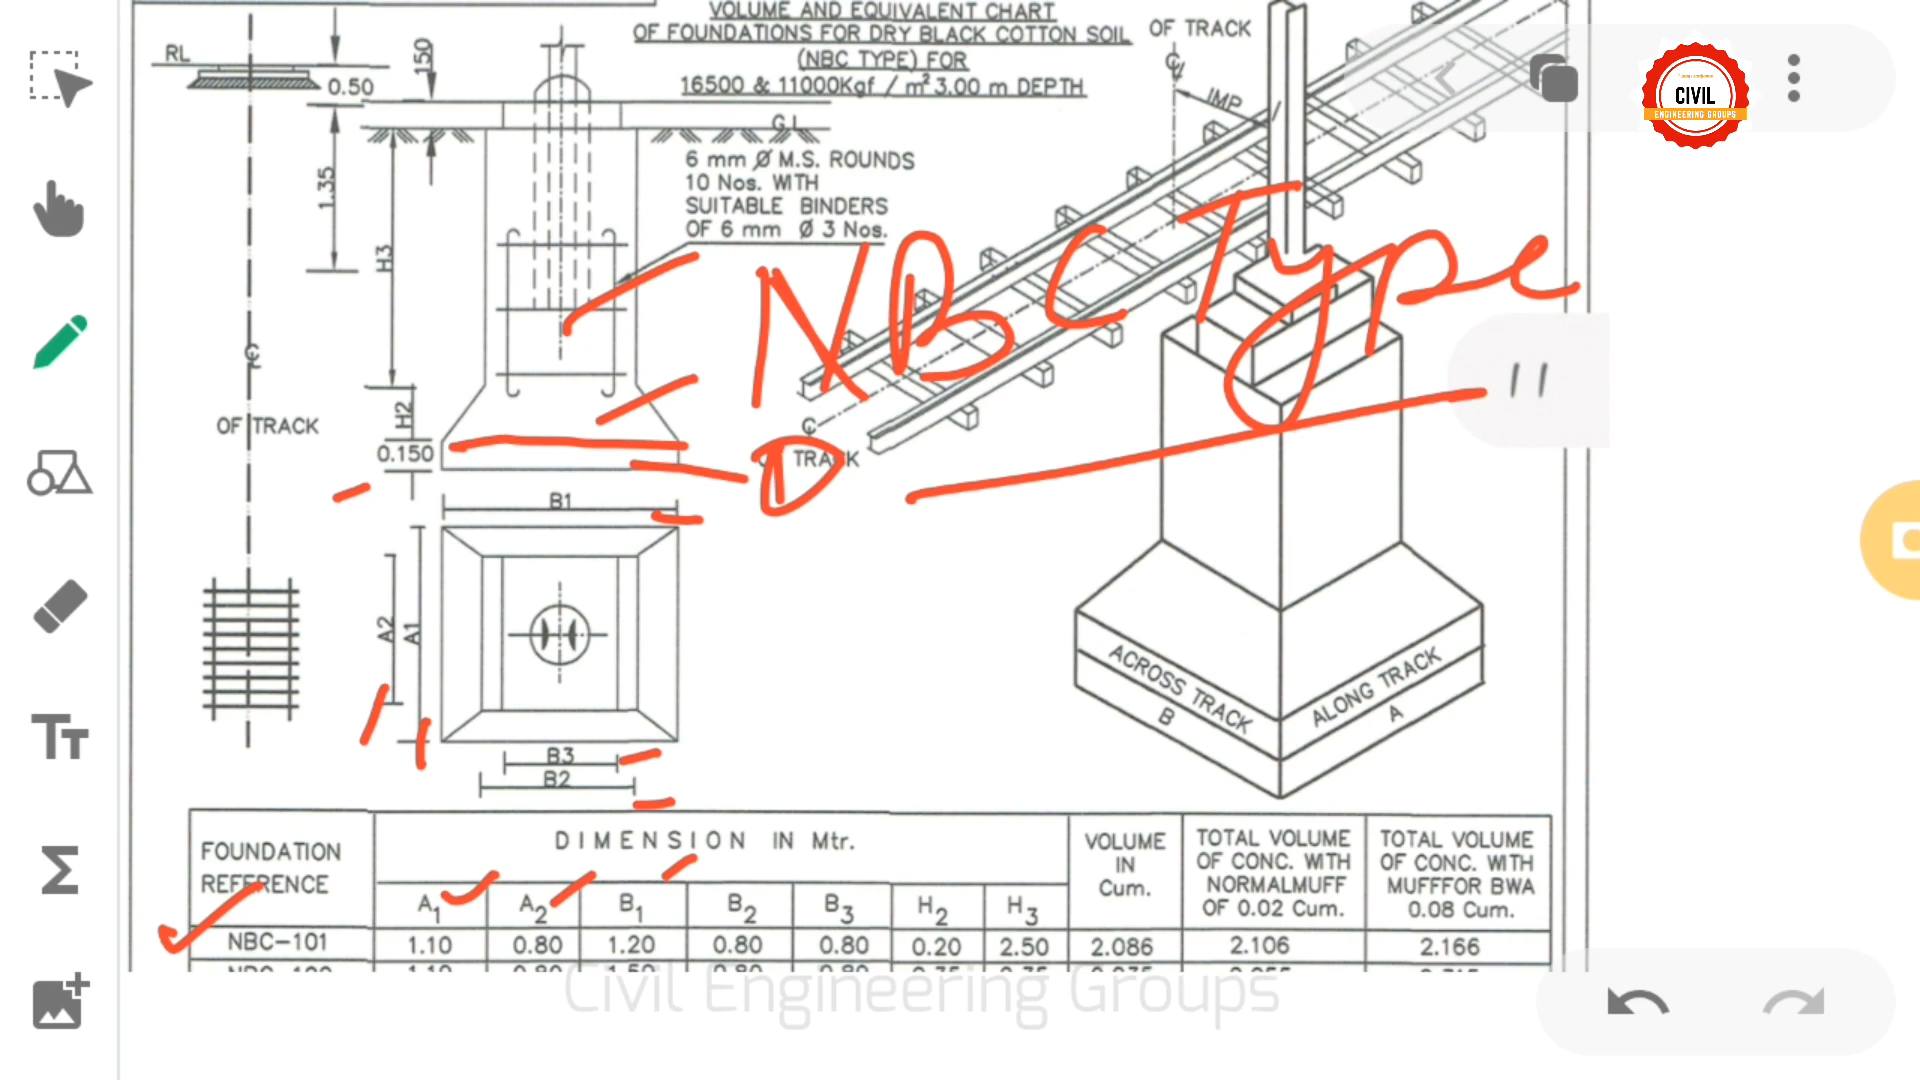 VOLUME AND EQUIVALENT CHART
OF FOUNDATIONS FOR DRY BLACK COTTON SOIL
(NBC TYPE) FOR
16500 & 11000Kgf / m² 3.00 m DEPTH
OF TRACK
RL
0.50
150
G L
IMP
CIVIL
ENGINEERING GROUPS
6 mm Ø M.S. ROUNDS
10 Nos. WITH
SUITABLE BINDERS
OF 6 mm Ø 3 Nos.
1.35
H3
NBC Type
OF TRACK
H2
0.150
TRACK
B1
A2
A1
B3
B2
ACROSS TRACK
B
ALONG TRACK
A
FOUNDATION REFERENCE
DIMENSION IN Mtr.
VOLUME IN Cum.
TOTAL VOLUME OF CONC. WITH NORMALMUFF OF 0.02 Cum.
TOTAL VOLUME OF CONC. WITH MUFFFOR BWA 0.08 Cum.
A1 A2 B1 B2 B3 H2 H3
NBC-101 1.10 0.80 1.20 0.80 0.80 0.20 2.50 2.086 2.106 2.166
Civil Engineering Groups
Tт
Σ